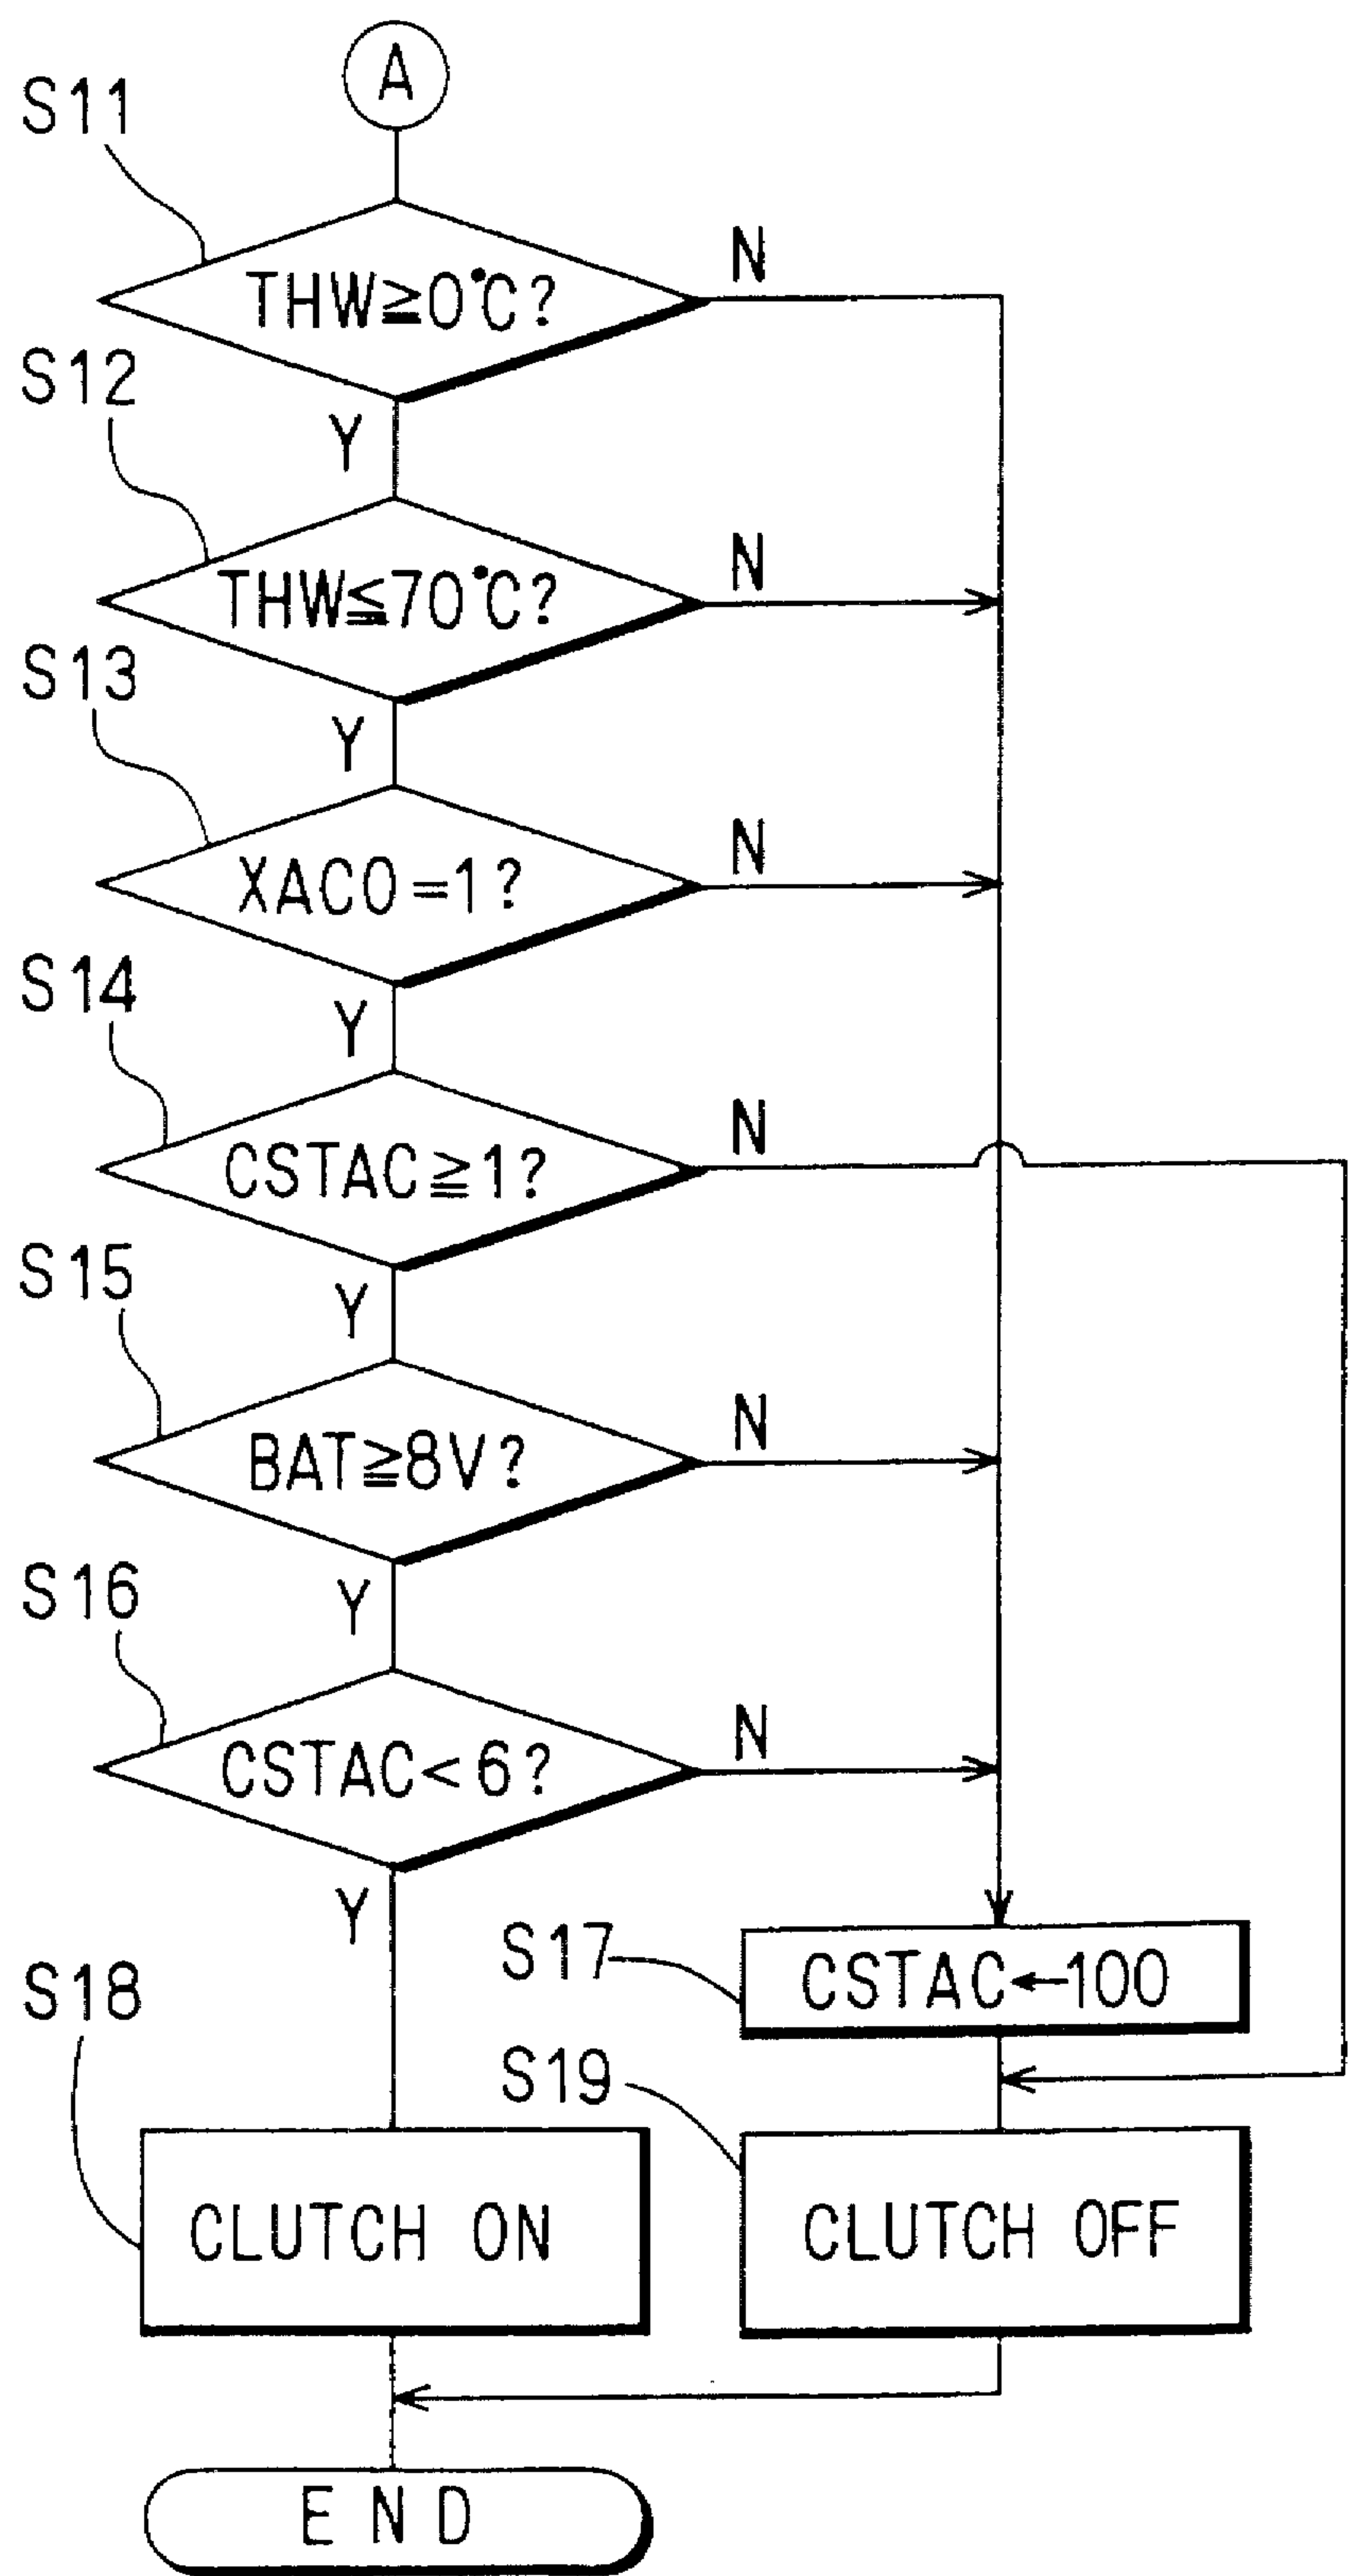 A
S11
THW≧0°C?
N
Y
S12
THW≦70°C?
N
Y
S13
XAC0=1?
N
Y
S14
CSTAC≧1?
N
Y
S15
BAT≧8V?
N
Y
S16
CSTAC<6?
N
Y
S17
CSTAC←100
S18
CLUTCH ON
S19
CLUTCH OFF
END